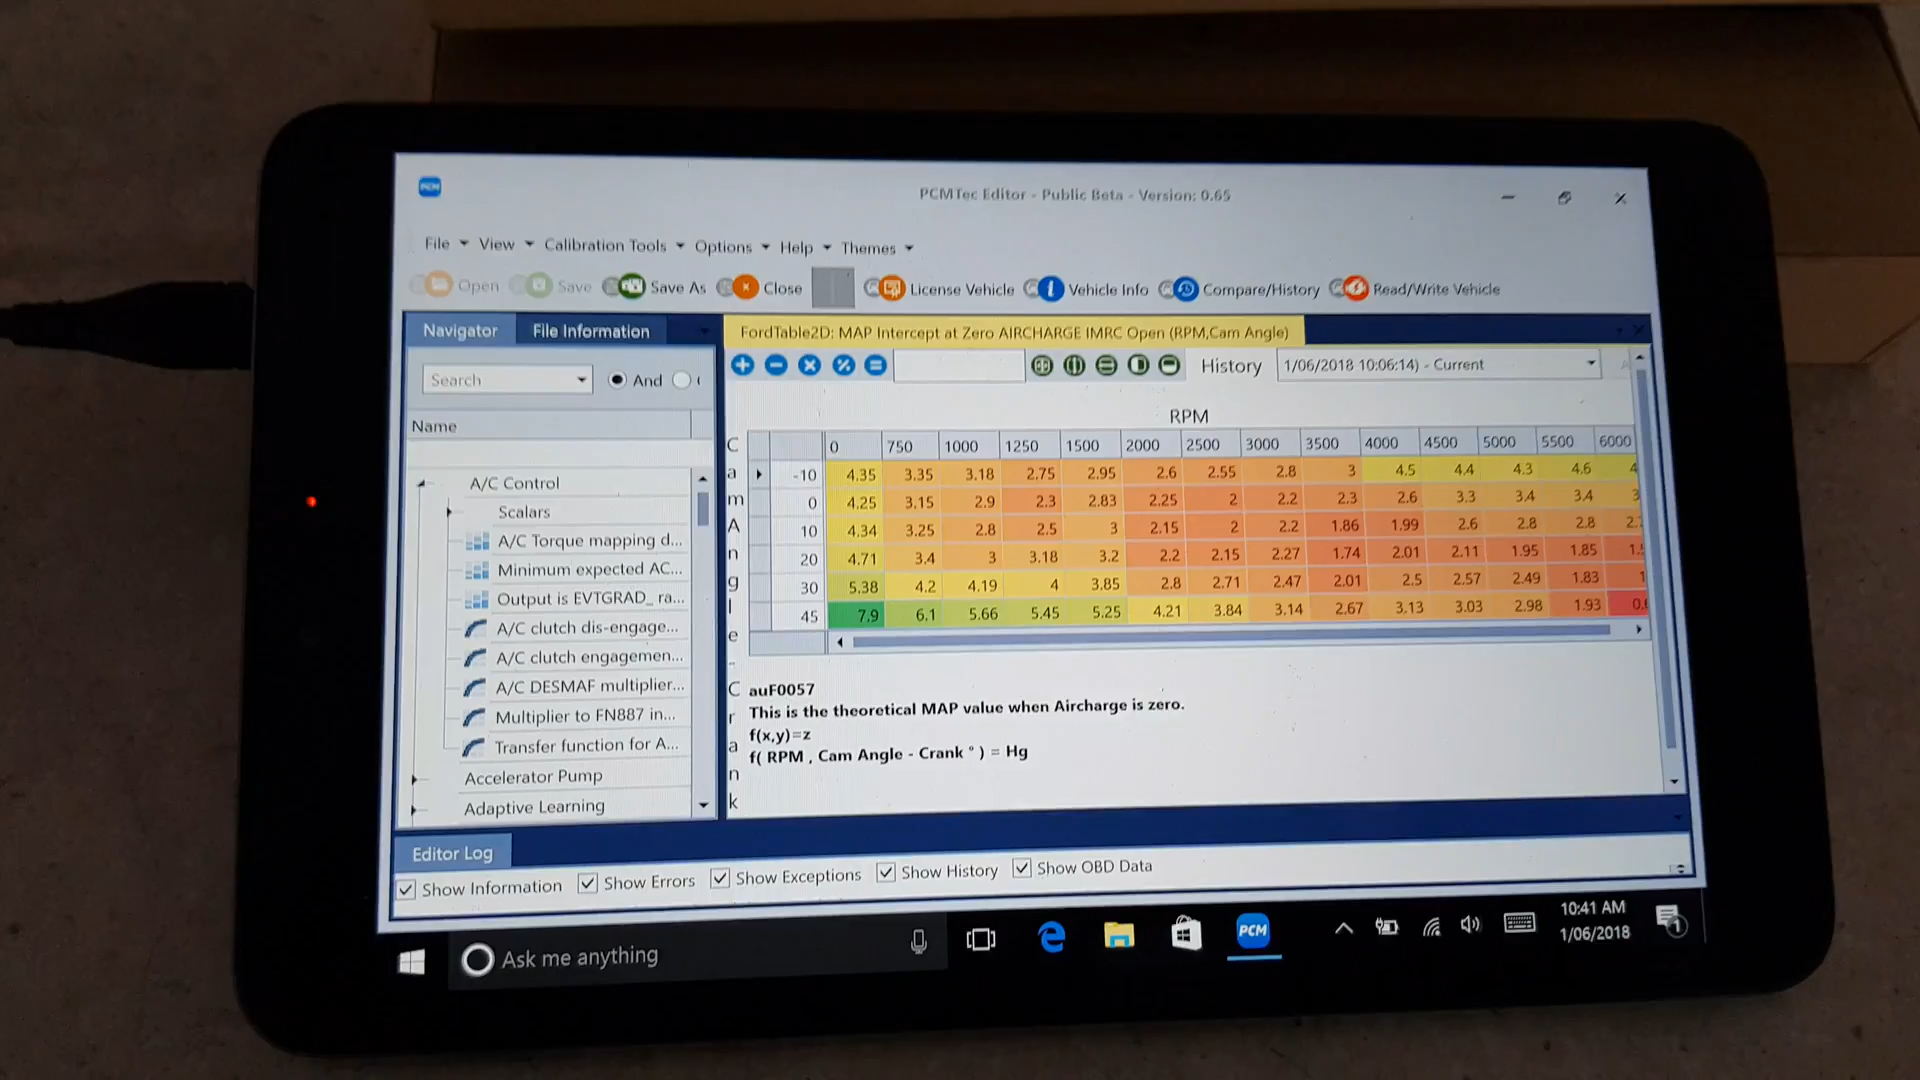 PCM
PCMTec Editor - Public Beta - Version: 0.65
File View Calibration Tools Options Help Themes
Open Save Save As Close License Vehicle Vehicle Info Compare/History Read/Write Vehicle
Navigator File Information
FordTable2D: MAP Intercept at Zero AIRCHARGE IMRC Open (RPM,Cam Angle)
Search And
History 1/06/2018 10:06:14) - Current
Name
A/C Control
Scalars
A/C Torque mapping d...
Minimum expected AC...
Output is EVTGRAD_ ra...
A/C clutch dis-engage...
A/C clutch engagemen...
A/C DESMAF multiplier...
Multiplier to FN887 in...
Transfer function for A...
Accelerator Pump
Adaptive Learning
RPM
Cam Angle - Crank
0 750 1000 1250 1500 2000 2500 3000 3500 4000 4500 5000 5500 6000
-10 4.35 3.35 3.18 2.75 2.95 2.6 2.55 2.8 3 4.5 4.4 4.3 4.6
0 4.25 3.15 2.9 2.3 2.83 2.25 2 2.2 2.3 2.6 3.3 3.4 3.4
10 4.34 3.25 2.8 2.5 3 2.15 2 2.2 1.86 1.99 2.6 2.8 2.8
20 4.71 3.4 3 3.18 3.2 2.2 2.15 2.27 1.74 2.01 2.11 1.95 1.85
30 5.38 4.2 4.19 4 3.85 2.8 2.71 2.47 2.01 2.5 2.57 2.49 1.83
45 7.9 6.1 5.66 5.45 5.25 4.21 3.84 3.14 2.67 3.13 3.03 2.98 1.93
auF0057
This is the theoretical MAP value when Aircharge is zero.
f(x,y)=z
f( RPM , Cam Angle - Crank ° ) = Hg
Editor Log
Show Information Show Errors Show Exceptions Show History Show OBD Data
Ask me anything
PCM
10:41 AM
1/06/2018
1